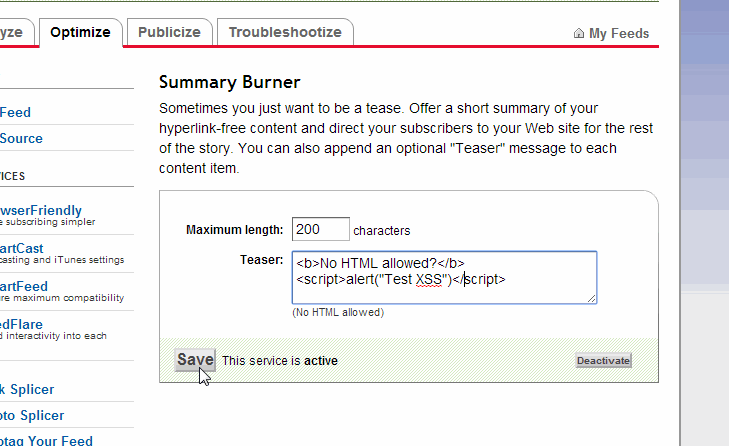 yze
Optimize
Publicize
Troubleshootize
My Feeds
Feed
Source
ICES
wserFriendly
e subscribing simpler
artCast
casting and iTunes settings
artFeed
ure maximum compatibility
edFlare
d interactivity into each
k Splicer
oto Splicer
otag Your Feed
Summary Burner
Sometimes you just want to be a tease. Offer a short summary of your
hyperlink-free content and direct your subscribers to your Web site for the rest
of the story. You can also append an optional "Teaser" message to each
content item.
Maximum length: 200 characters
Teaser:
<b>No HTML allowed?</b>
<script>alert("Test XSS")</script>
(No HTML allowed)
Save This service is active
Deactivate